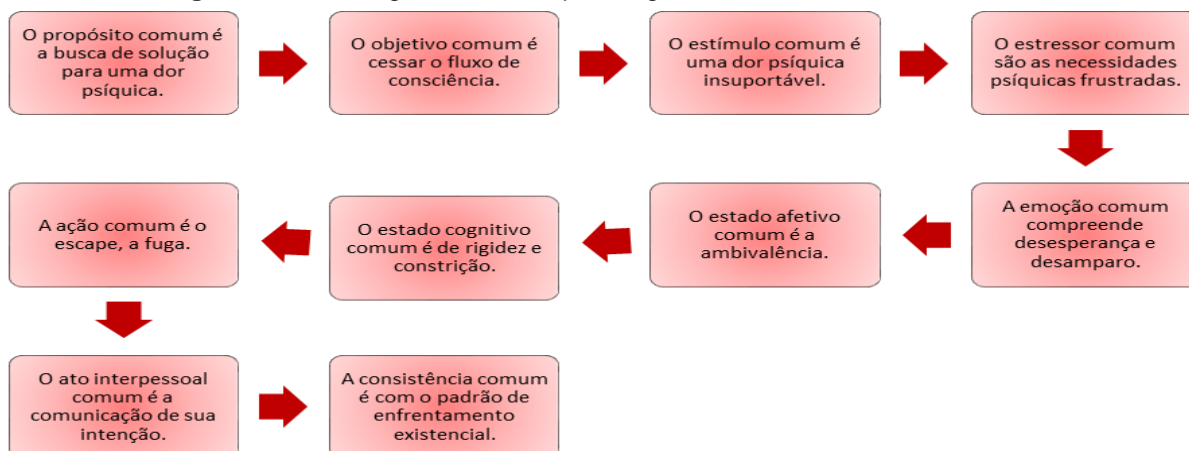 O propósito comum é
a busca de solução
para uma dor
psíquica.
O objetivo comum é
cessar o fluxo de
consciência.
O estímulo comum é
uma dor psíquica
insuportável.
O estressor comum
são as necessidades
psíquicas frustradas.
A emoção comum
compreende
desesperança e
desamparo.
O estado afetivo
comum é a
ambivalência.
O estado cognitivo
comum é de rigidez e
constrição.
A ação comum é o
escape, a fuga.
O ato interpessoal
comum é a
comunicação de sua
intenção.
A consistência comum
é com o padrão de
enfrentamento
existencial.